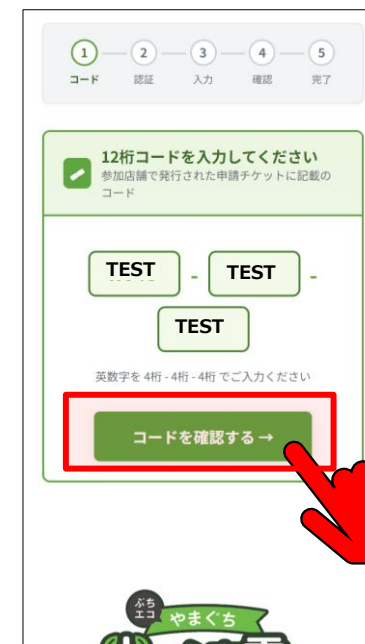 1 2 3 4 5
コード 認証 入力 確認 完了
12桁コードを入力してください
参加店舗で発行された申請チケットに記載の
コード
TEST - TEST -
TEST
英数字を 4桁 - 4桁 - 4桁 でご入力ください
コードを確認する →
ぶち
エコ
やまぐち